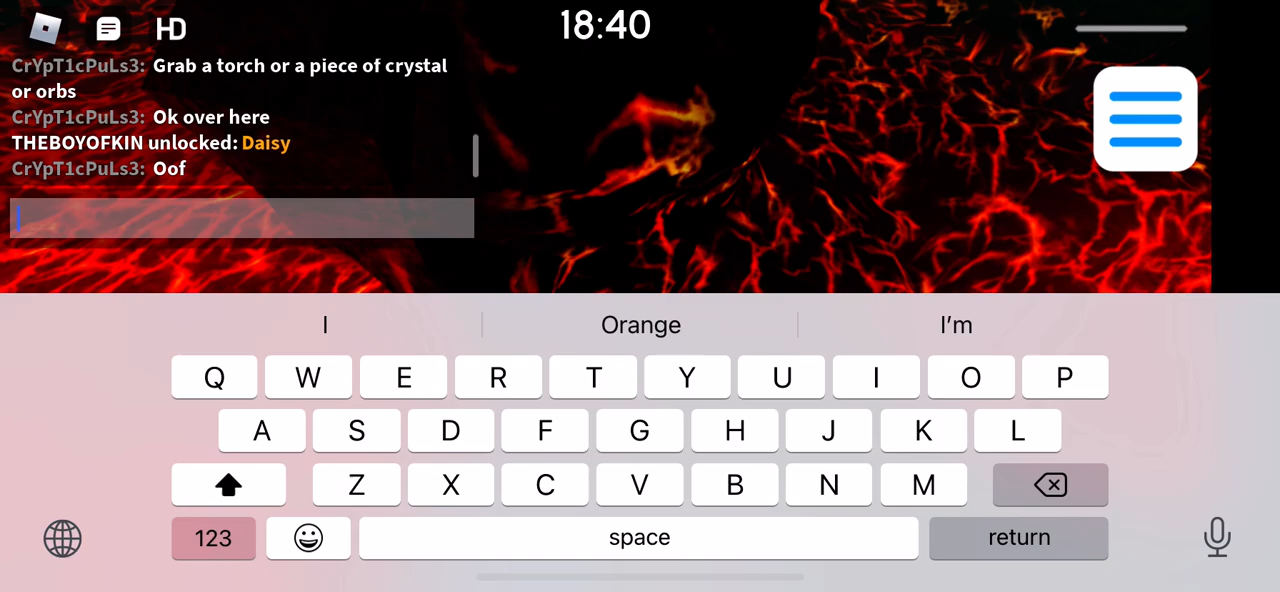 HD
18:40
CrYpT1cPuLs3: Grab a torch or a piece of crystal
or orbs
CrYpT1cPuLs3: Ok over here
THEBOYOFKIN unlocked: Daisy
CrYpT1cPuLs3: Oof
I Orange I’m
Q W E R T Y U I O P
A S D F G H J K L
Z X C V B N M
123 space return